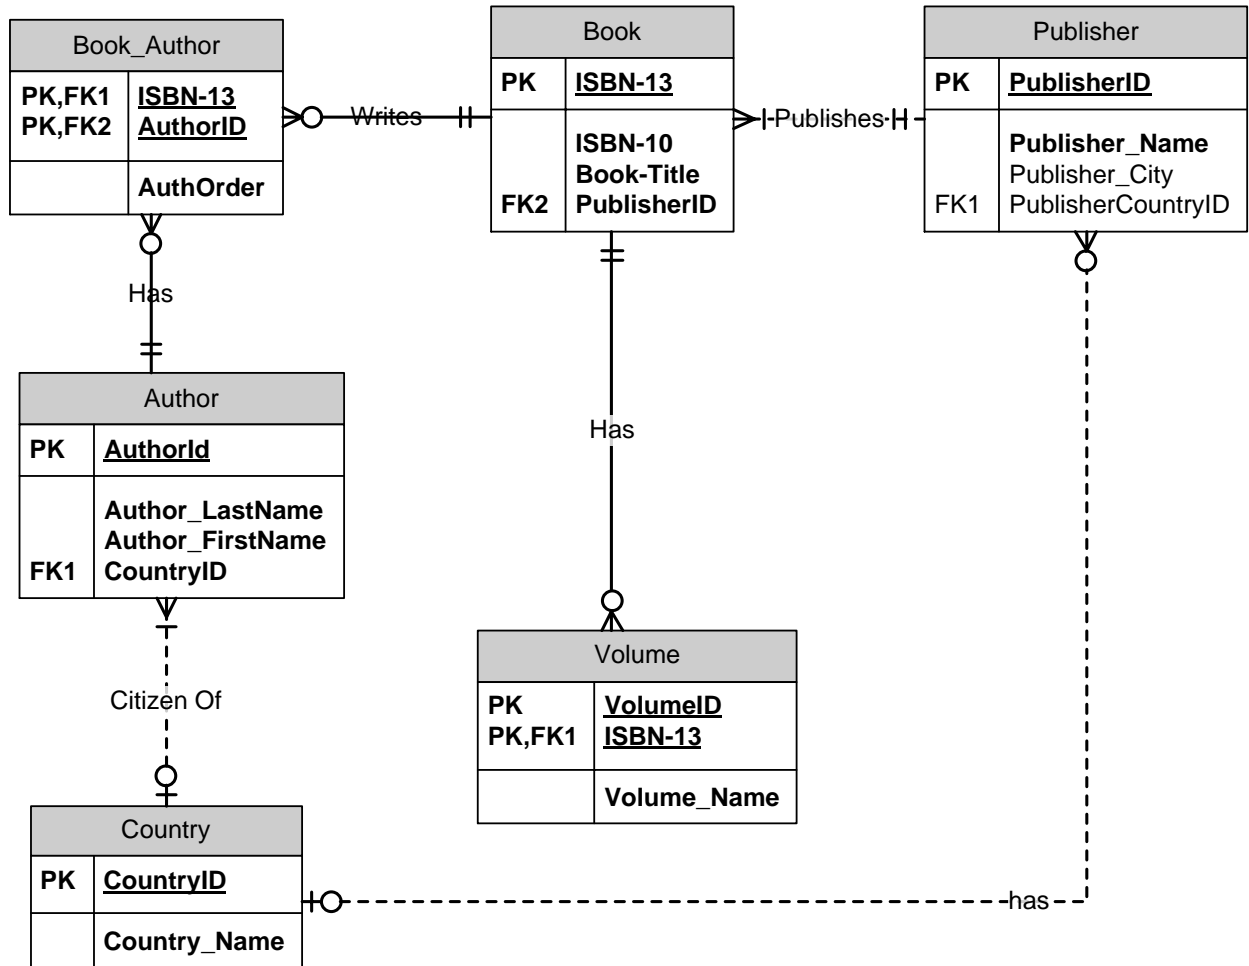 Book_Author
PK,FK1 ISBN-13
PK,FK2 AuthorID
AuthOrder
Writes
Book
PK ISBN-13
ISBN-10
Book-Title
FK2 PublisherID
Publishes
Publisher
PK PublisherID
Publisher_Name
Publisher_City
FK1 PublisherCountryID
Has
Author
PK AuthorId
Author_LastName
Author_FirstName
FK1 CountryID
Has
Citizen Of
Volume
PK VolumeID
PK,FK1 ISBN-13
Volume_Name
Country
PK CountryID
Country_Name
has